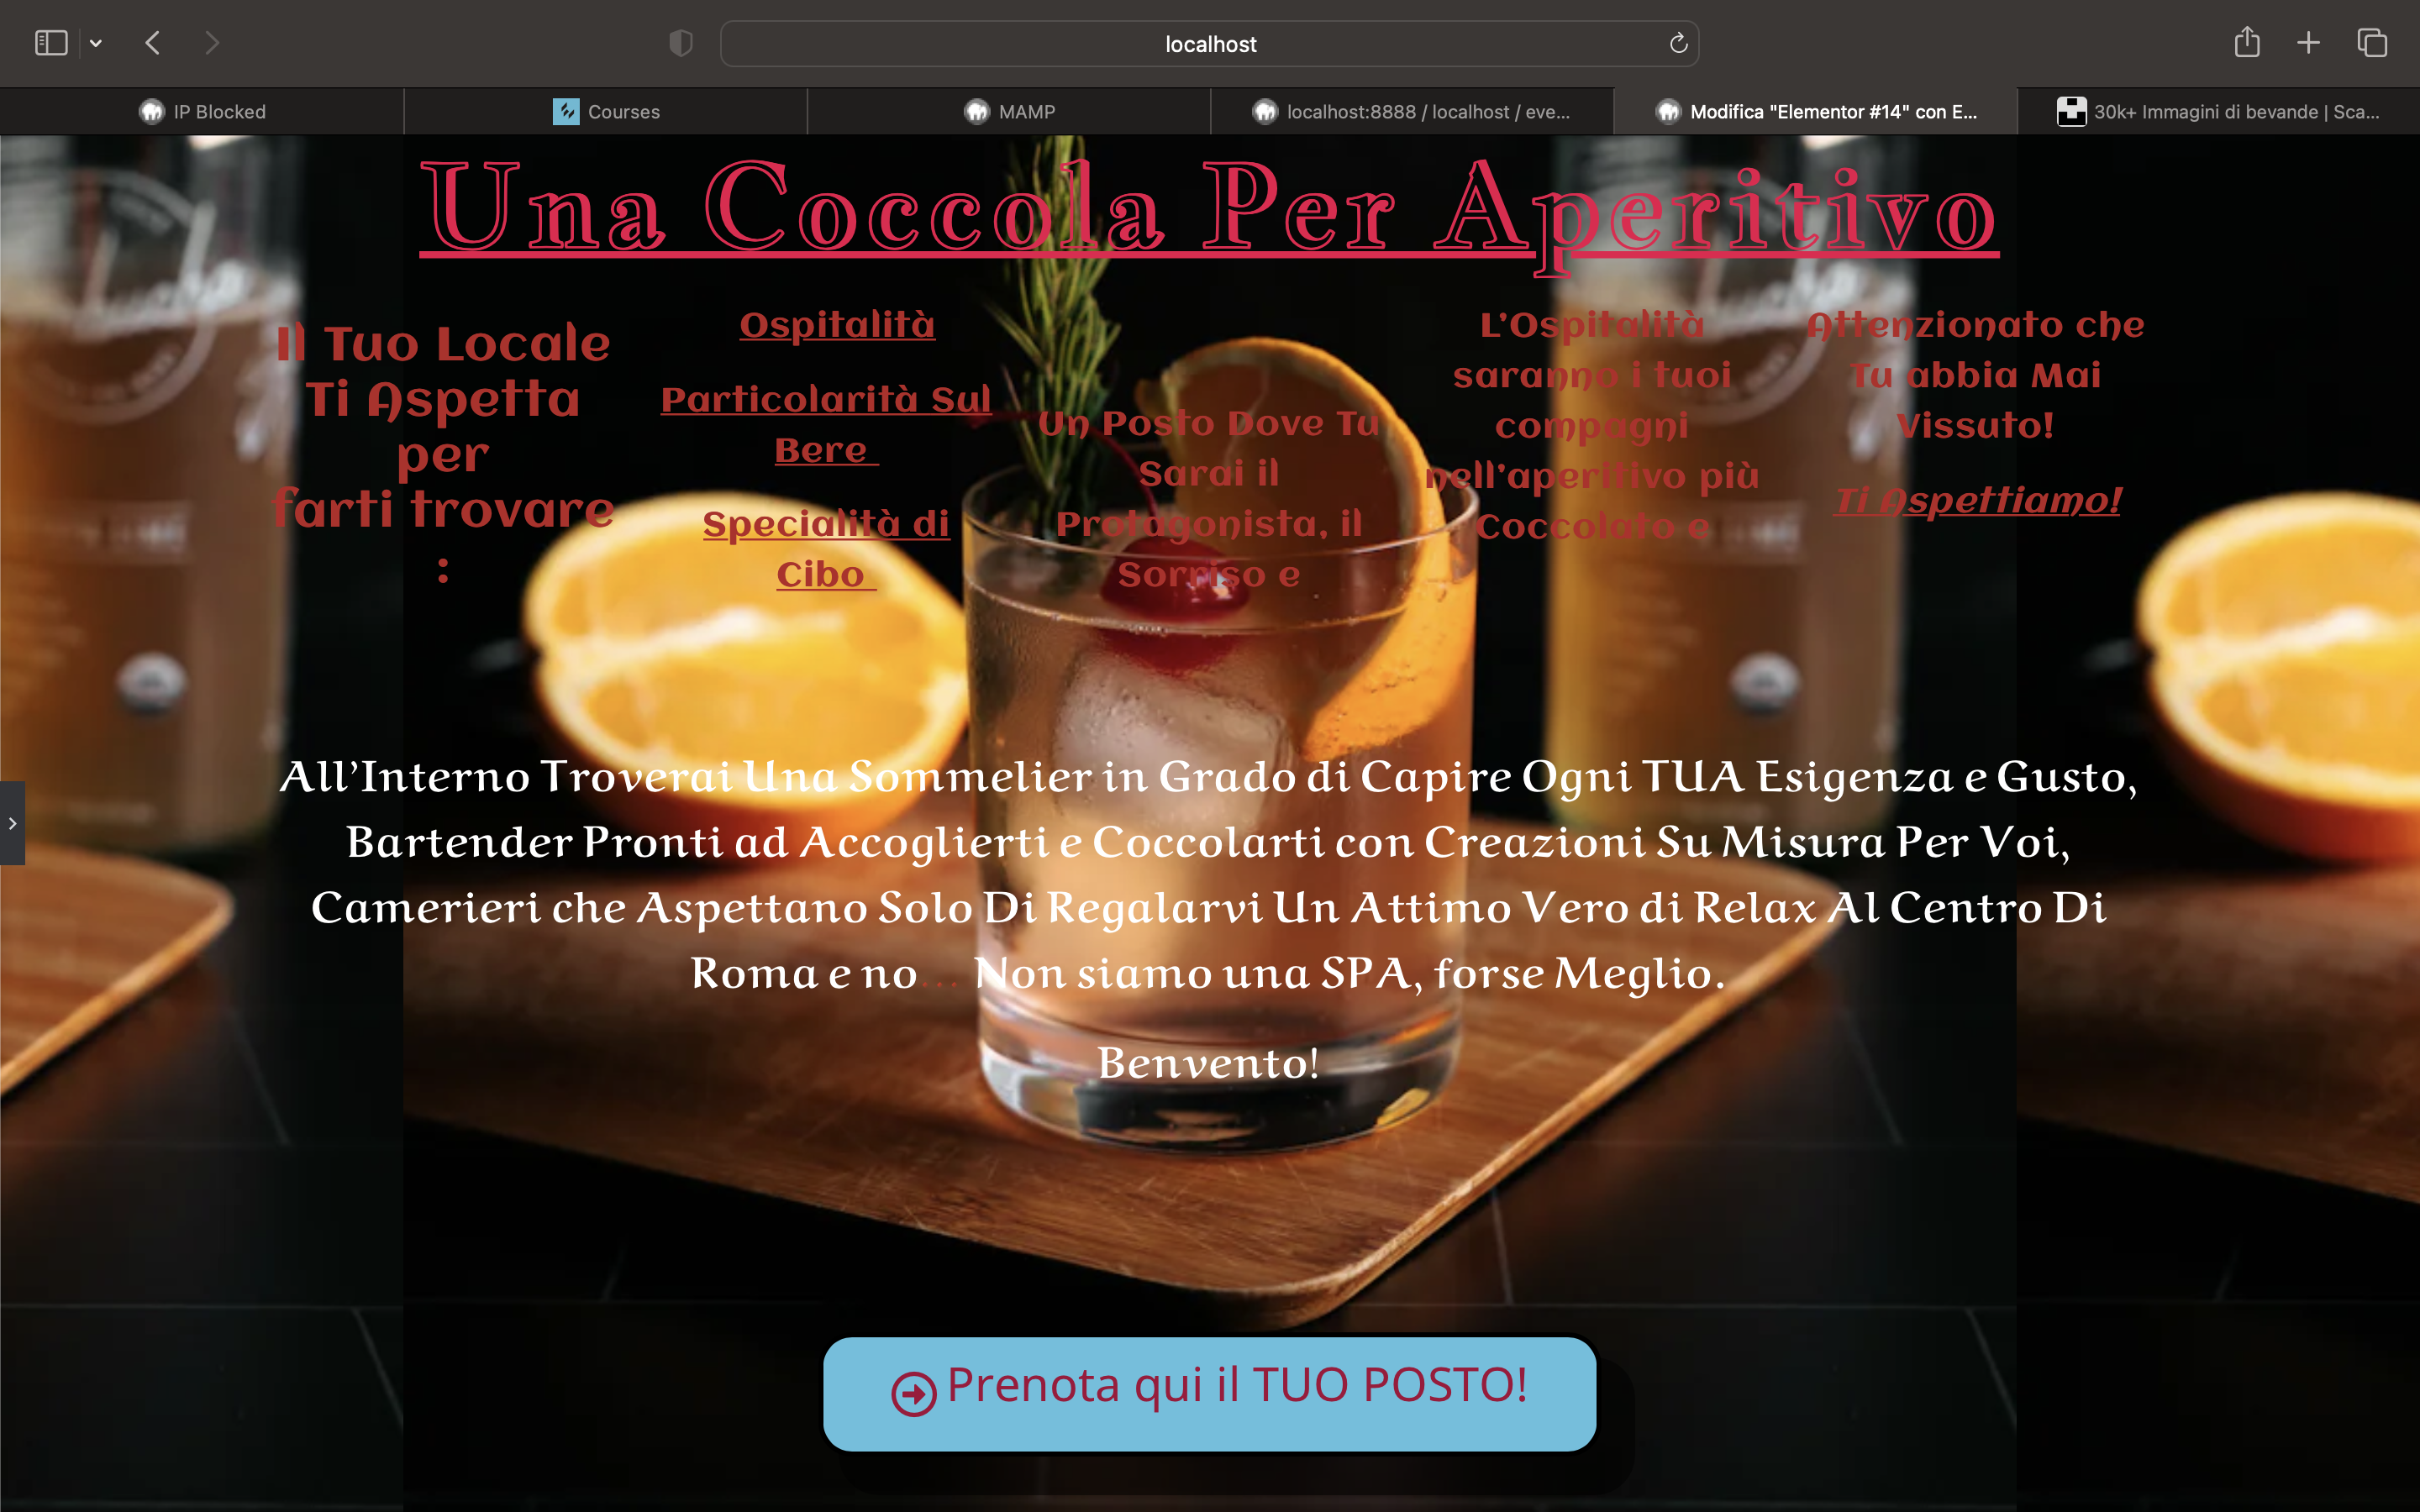 localhost
IP Blocked
Courses
MAMP
localhost:8888 / localhost / eve...
Modifica "Elementor #14" con E...
30k+ Immagini di bevande | Sca...
Una Coccola Per Aperitivo
Il Tuo Locale
Ti Aspetta
per
farti trovare
:
Ospitalità
Particolarità Sul
Bere
Specialità di
Cibo
Un Posto Dove Tu
Sarai il
Protagonista, il
Sorriso e
L'Ospitalità
saranno i tuoi
compagni
nell'aperitivo più
Coccolato e
Attenzionato che
Tu abbia Mai
Vissuto!
Ti Aspettiamo!
All'Interno Troverai Una Sommelier in Grado di Capire Ogni TUA Esigenza e Gusto,
Bartender Pronti ad Accoglierti e Coccolarti con Creazioni Su Misura Per Voi,
Camerieri che Aspettano Solo Di Regalarvi Un Attimo Vero di Relax Al Centro Di
Roma e no... Non siamo una SPA, forse Meglio.
Benvento!
Prenota qui il TUO POSTO!